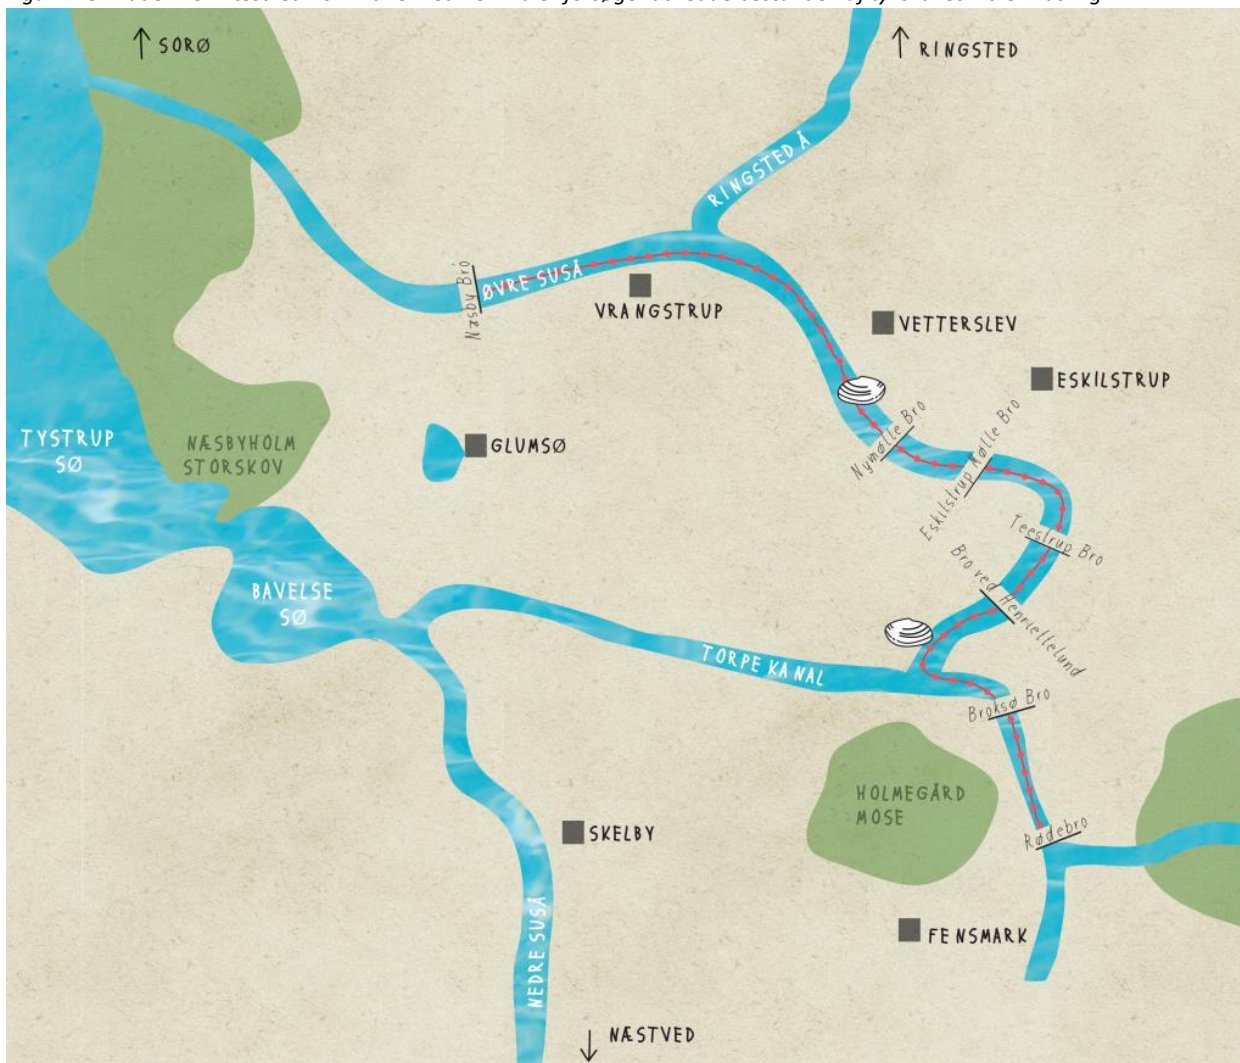 SORØ
RINGSTED
RINGSTED Å
Næsby Bro
ØVRE SUSÅ
VRANGSTRUP
VETTERSLEV
ESKILSTRUP
TYSTRUP
SØ
NÆSBYHOLM
STORSKOV
GLUMSØ
Nymølle Bro
Eskilstrup Mølle Bro
Teestrup Bro
Bro ved Henriettelund
BAVELSE
SØ
TORPE KANAL
Broksø Bro
HOLMEGÅRD
MOSE
Rødebro
SKELBY
FENSMARK
NEDRE SUSÅ
NÆSTVED